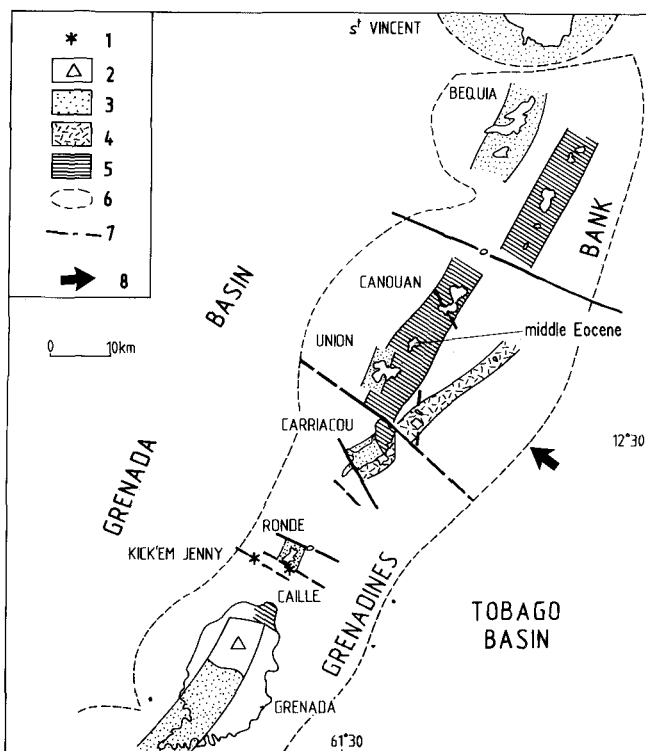 1
2
3
4
5
6
7
8
0 10km
sᵗ VINCENT
BEQUIA
BANK
CANOUAN
middle Eocene
UNION
BASIN
CARRIACOU
12°30
GRENADA
RONDE
KICK'EM JENNY
CAILLE
GRENADINES
TOBAGO
BASIN
GRENADA
61°30